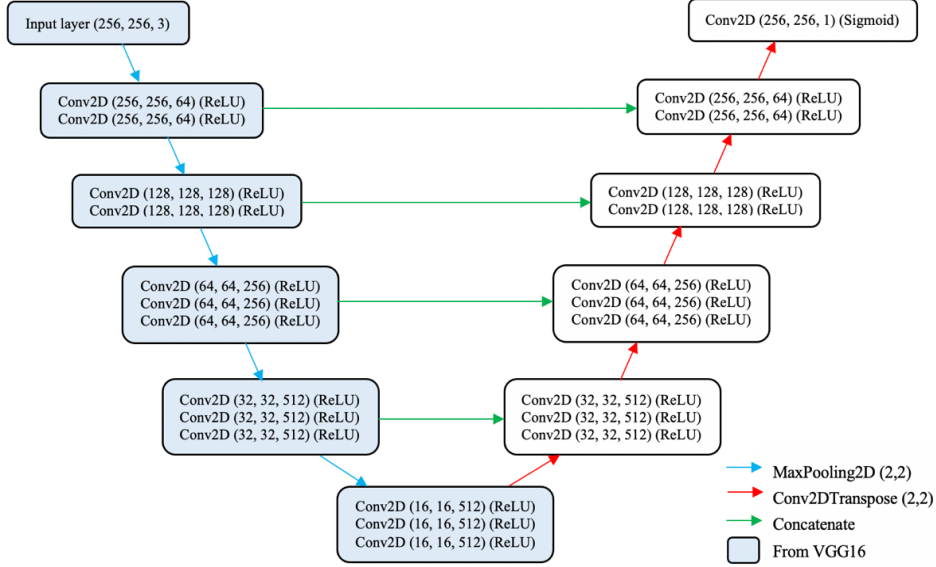 Input layer (256, 256, 3)
Conv2D (256, 256, 1) (Sigmoid)
Conv2D (256, 256, 64) (ReLU)
Conv2D (256, 256, 64) (ReLU)
Conv2D (256, 256, 64) (ReLU)
Conv2D (256, 256, 64) (ReLU)
Conv2D (128, 128, 128) (ReLU)
Conv2D (128, 128, 128) (ReLU)
Conv2D (128, 128, 128) (ReLU)
Conv2D (128, 128, 128) (ReLU)
Conv2D (64, 64, 256) (ReLU)
Conv2D (64, 64, 256) (ReLU)
Conv2D (64, 64, 256) (ReLU)
Conv2D (64, 64, 256) (ReLU)
Conv2D (64, 64, 256) (ReLU)
Conv2D (64, 64, 256) (ReLU)
Conv2D (32, 32, 512) (ReLU)
Conv2D (32, 32, 512) (ReLU)
Conv2D (32, 32, 512) (ReLU)
Conv2D (32, 32, 512) (ReLU)
Conv2D (32, 32, 512) (ReLU)
Conv2D (32, 32, 512) (ReLU)
Conv2D (16, 16, 512) (ReLU)
Conv2D (16, 16, 512) (ReLU)
Conv2D (16, 16, 512) (ReLU)
MaxPooling2D (2,2)
Conv2DTranspose (2,2)
Concatenate
From VGG16